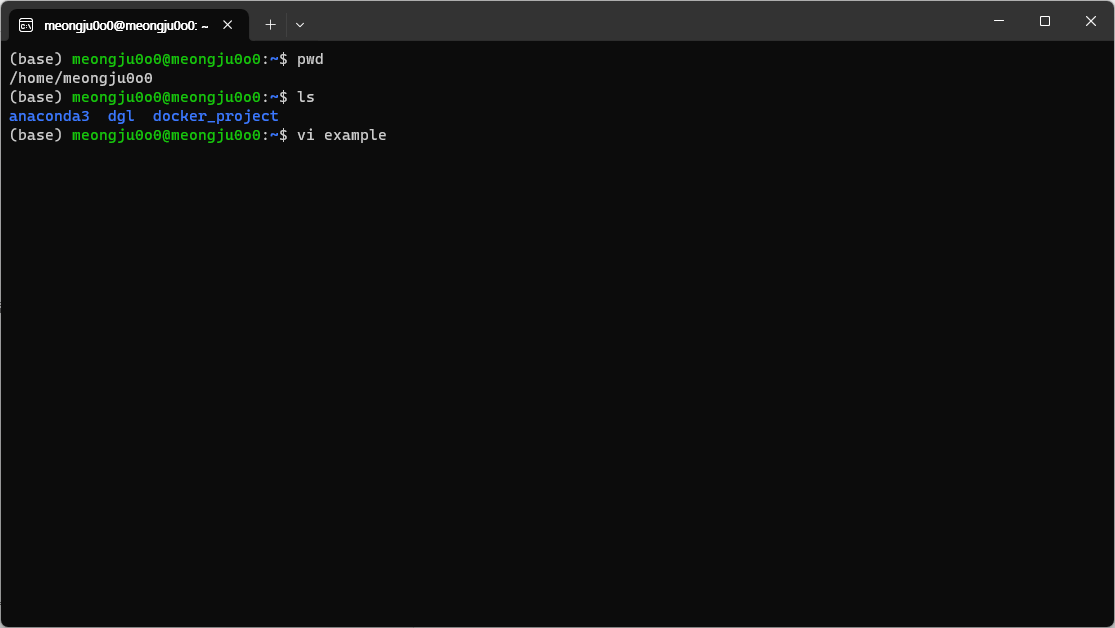 meongju0o0@meongju0o0: ~
(base) meongju0o0@meongju0o0:~$ pwd
/home/meongju0o0
(base) meongju0o0@meongju0o0:~$ ls
anaconda3  dgl  docker_project
(base) meongju0o0@meongju0o0:~$ vi example